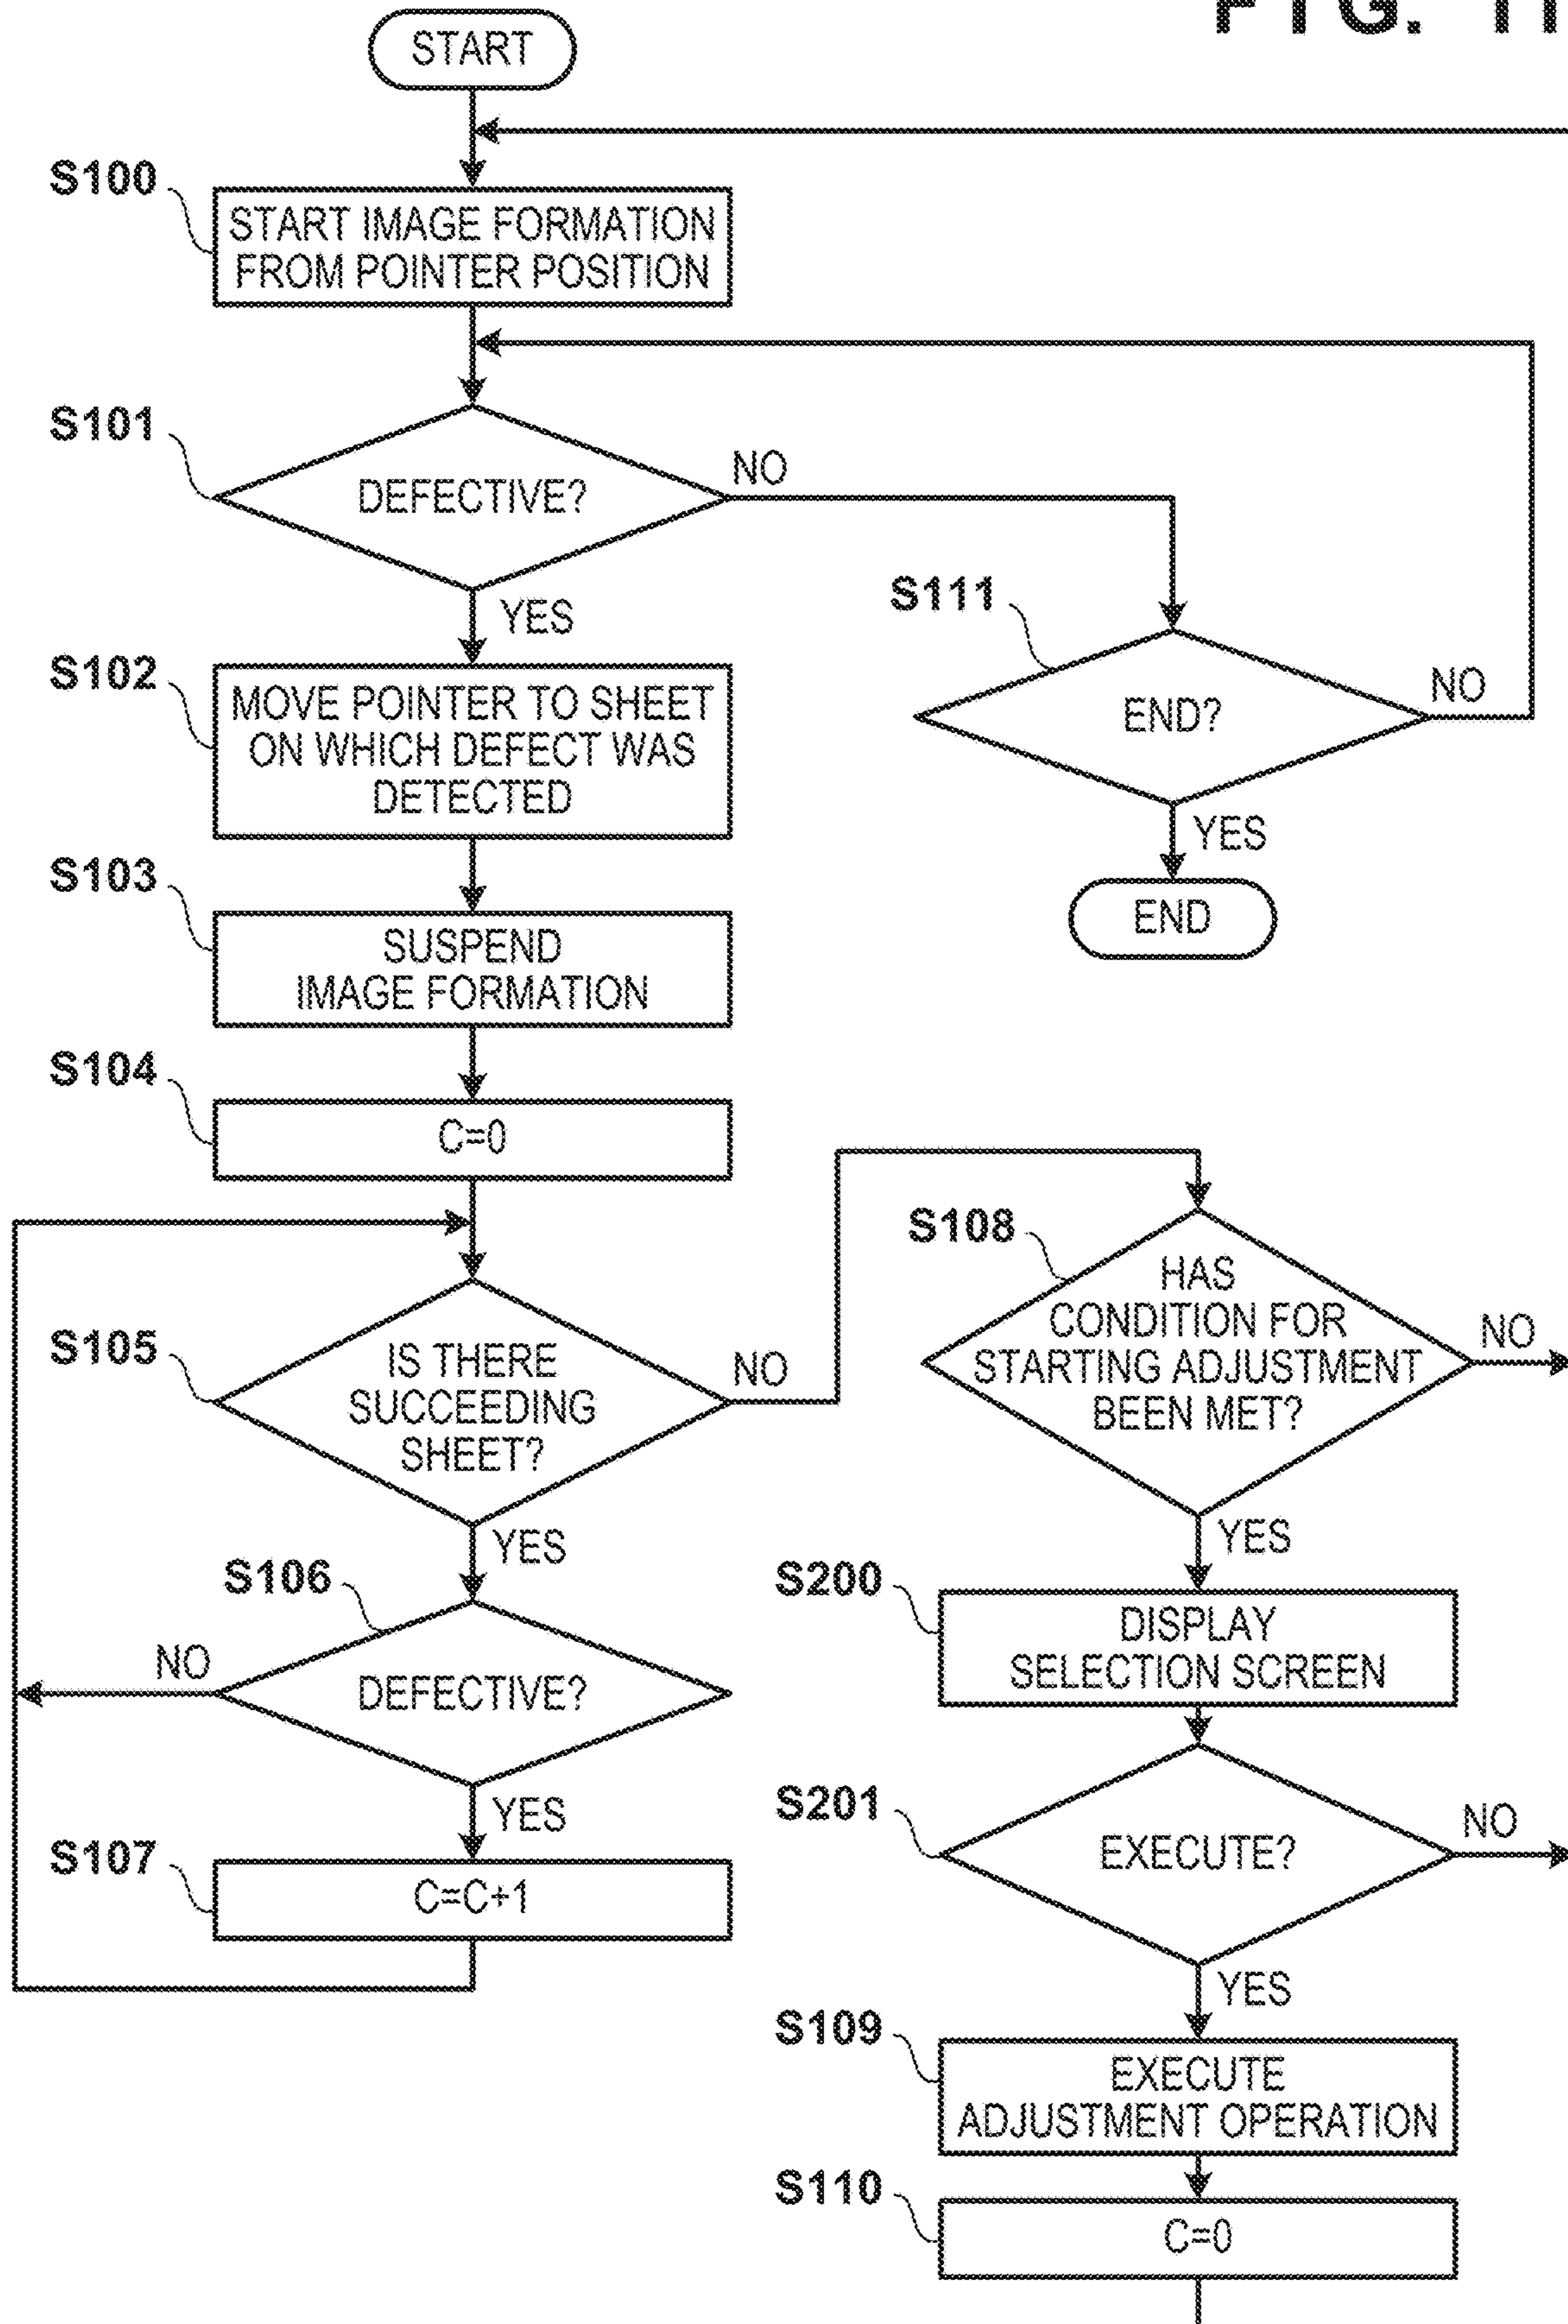 FIG. 11
START
S100
START IMAGE FORMATION
FROM POINTER POSITION
S101
DEFECTIVE?
NO
YES
S111
END?
NO
YES
END
S102
MOVE POINTER TO SHEET
ON WHICH DEFECT WAS
DETECTED
S103
SUSPEND
IMAGE FORMATION
S104
C=0
S105
IS THERE
SUCCEEDING
SHEET?
NO
YES
S106
DEFECTIVE?
NO
YES
S107
C=C+1
S108
HAS
CONDITION FOR
STARTING ADJUSTMENT
BEEN MET?
NO
YES
S200
DISPLAY
SELECTION SCREEN
S201
EXECUTE?
NO
YES
S109
EXECUTE
ADJUSTMENT OPERATION
S110
C=0